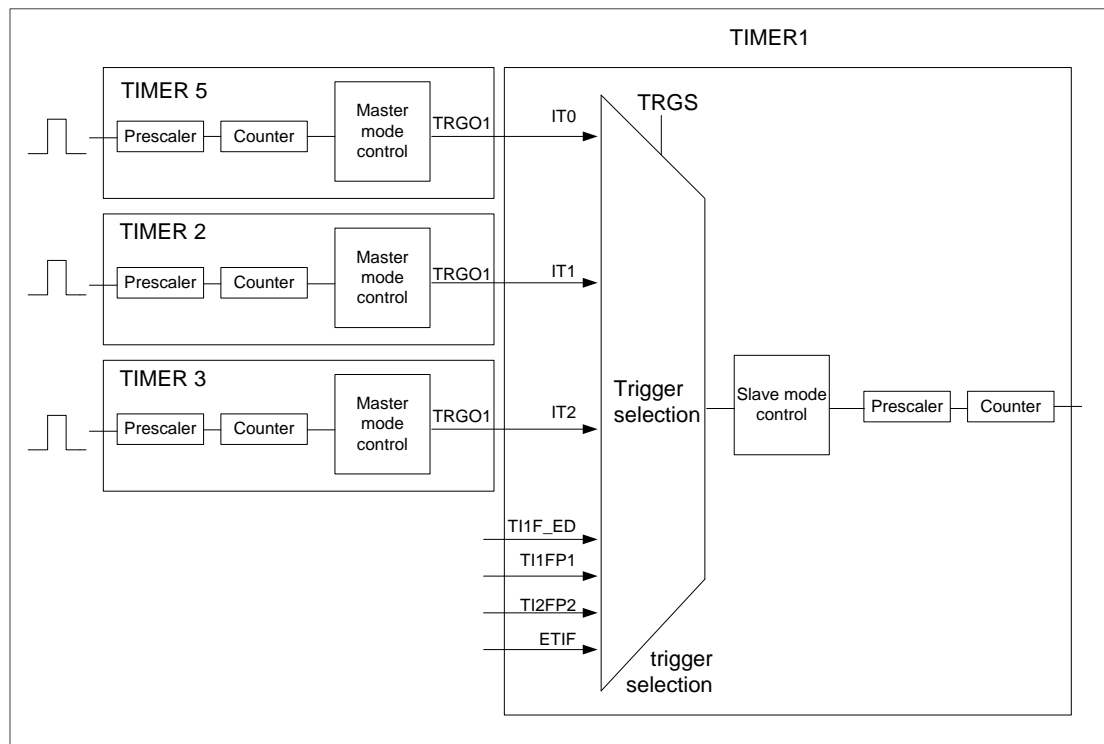 TIMER1
TIMER 5
Prescaler
Counter
Master
mode
control
TRGO1
IT0
TRGS
TIMER 2
Prescaler
Counter
Master
mode
control
TRGO1
IT1
TIMER 3
Prescaler
Counter
Master
mode
control
TRGO1
IT2
Trigger
selection
Slave mode
control
Prescaler
Counter
TI1F_ED
TI1FP1
TI2FP2
ETIF
trigger
selection